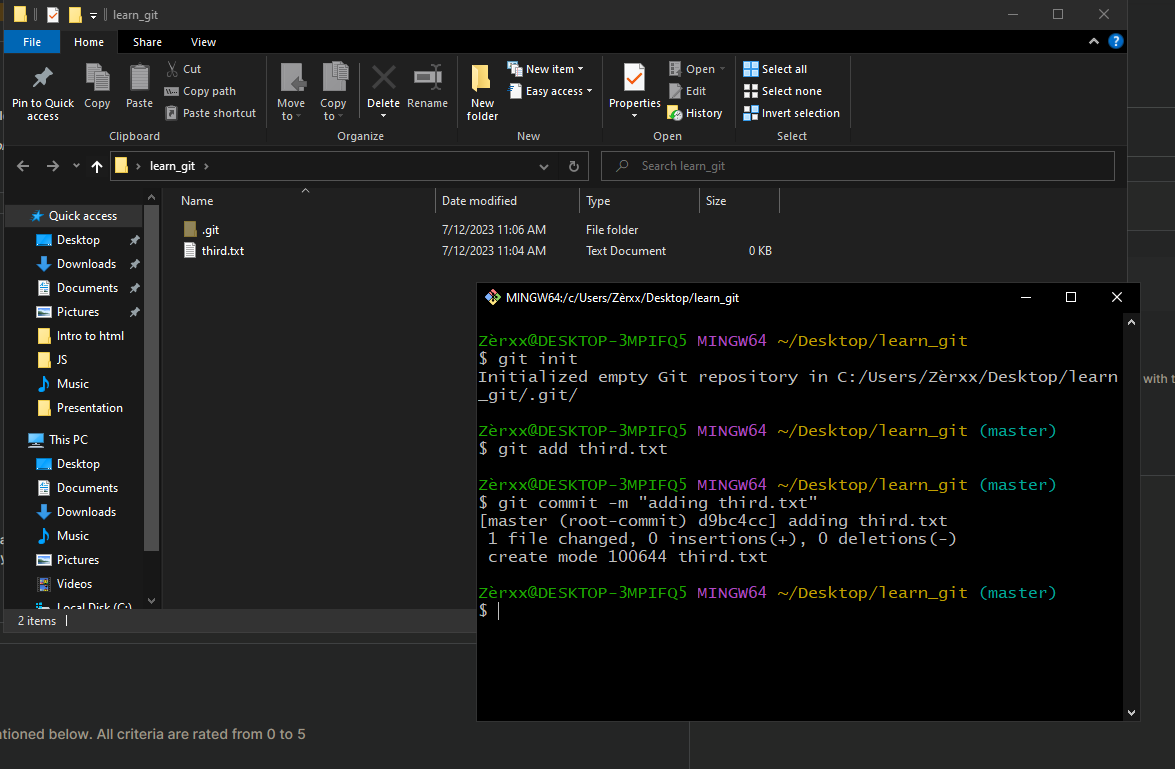 learn_git
File Home Share View
Pin to Quick access
Copy
Paste
Cut
Copy path
Paste shortcut
Clipboard
Move to
Copy to
Delete
Rename
Organize
New folder
New item
Easy access
New
Properties
Open
Edit
History
Open
Select all
Select none
Invert selection
Select
learn_git
Search learn_git
Name Date modified Type Size
.git 7/12/2023 11:06 AM File folder
third.txt 7/12/2023 11:04 AM Text Document 0 KB
Quick access
Desktop
Downloads
Documents
Pictures
Intro to html
JS
Music
Presentation
This PC
Desktop
Documents
Downloads
Music
Pictures
Videos
Local Disk (C:)
2 items
MINGW64:/c/Users/Zèrxx/Desktop/learn_git
Zèrxx@DESKTOP-3MPIFQ5 MINGW64 ~/Desktop/learn_git
$ git init
Initialized empty Git repository in C:/Users/Zèrxx/Desktop/learn
_git/.git/
Zèrxx@DESKTOP-3MPIFQ5 MINGW64 ~/Desktop/learn_git (master)
$ git add third.txt
Zèrxx@DESKTOP-3MPIFQ5 MINGW64 ~/Desktop/learn_git (master)
$ git commit -m "adding third.txt"
[master (root-commit) d9bc4cc] adding third.txt
1 file changed, 0 insertions(+), 0 deletions(-)
create mode 100644 third.txt
Zèrxx@DESKTOP-3MPIFQ5 MINGW64 ~/Desktop/learn_git (master)
$
with
below. All criteria are rated from 0 to 5